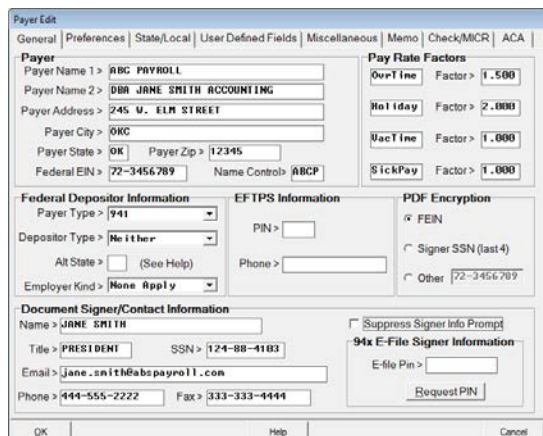 Payer Edit
General Preferences State/Local User Defined Fields Miscellaneous Memo Check/MICR ACA
Payer
Payer Name 1 > ABC PAYROLL
Payer Name 2 > DBA JANE SMITH ACCOUNTING
Payer Address > 245 W. ELM STREET
Payer City > OKC
Payer State > OK Payer Zip > 12345
Federal EIN > 72-3456789 Name Control> ABCP
Pay Rate Factors
OvrTime Factor > 1.500
Holiday Factor > 2.000
VacTime Factor > 1.000
SickPay Factor > 1.000
Federal Depositor Information
Payer Type > 941
Depositor Type > Neither
Alt State > (See Help)
Employer Kind > None Apply
EFTPS Information
PIN >
Phone >
PDF Encryption
FEIN
Signer SSN (last 4)
Other 72-3456789
Document Signer/Contact Information
Name > JANE SMITH
Title > PRESIDENT SSN > 124-88-4183
Email > jane.smith@abspayroll.com
Phone > 444-555-2222 Fax > 333-333-4444
Suppress Signer Info Prompt
94x E-File Signer Information
E-file Pin >
Request PIN
OK Help Cancel